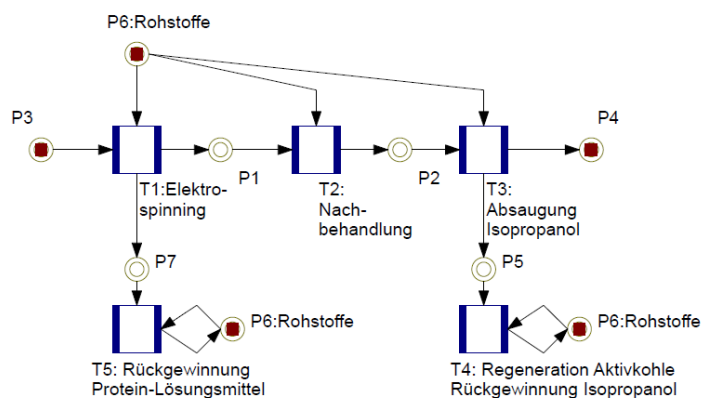 P6:Rohstoffe
P3
P4
P1
P2
T1:Elektro-
spinning
T2:
Nach-
behandlung
T3:
Absaugung
Isopropanol
P7
P5
P6:Rohstoffe
P6:Rohstoffe
T5: Rückgewinnung
Protein-Lösungsmittel
T4: Regeneration Aktivkohle
Rückgewinnung Isopropanol